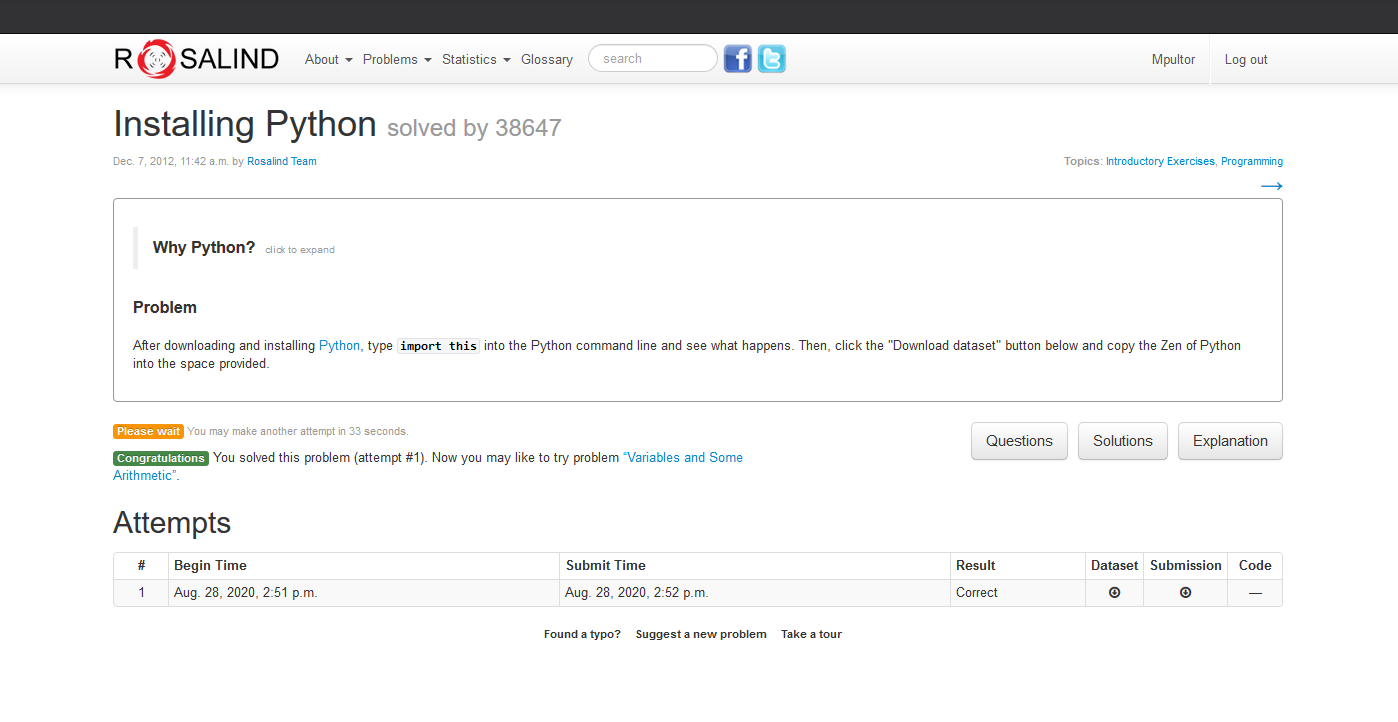 ROSALIND About Problems Statistics Glossary search Mpultor Log out
Installing Python solved by 38647
Dec. 7, 2012, 11:42 a.m. by Rosalind Team Topics: Introductory Exercises, Programming
→
Why Python? click to expand
Problem
After downloading and installing Python, type import this into the Python command line and see what happens. Then, click the "Download dataset" button below and copy the Zen of Python
into the space provided.
Please wait You may make another attempt in 33 seconds.
Questions Solutions Explanation
Congratulations You solved this problem (attempt #1). Now you may like to try problem “Variables and Some
Arithmetic”.
Attempts
# Begin Time Submit Time Result Dataset Submission Code
1 Aug. 28, 2020, 2:51 p.m. Aug. 28, 2020, 2:52 p.m. Correct —
Found a typo? Suggest a new problem Take a tour